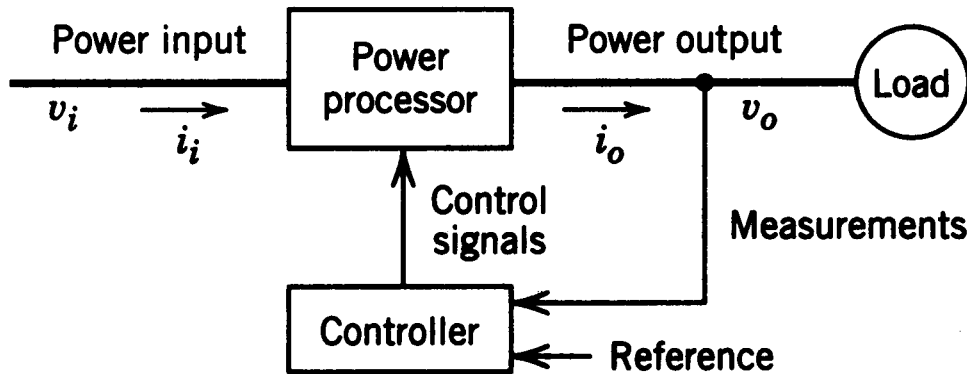 Power input
Power
processor
Power output
Load
v_i
i_i
i_o
v_o
Control
signals
Measurements
Controller
Reference